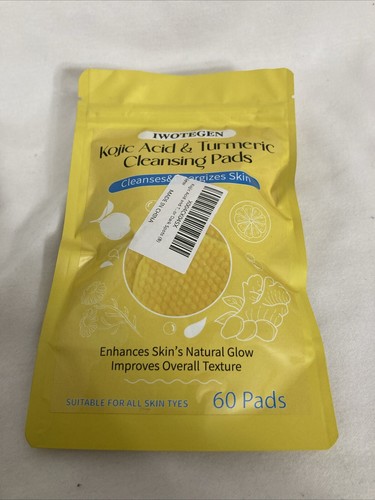 IWOTEGEN
Kojic Acid & Turmeric
Cleansing Pads
Cleanses& rgizes Skin
MADE IN CHINA
Enhances Skin's Natural Glow
Improves Overall Texture
SUITABLE FOR ALL SKIN TYES
60 Pads